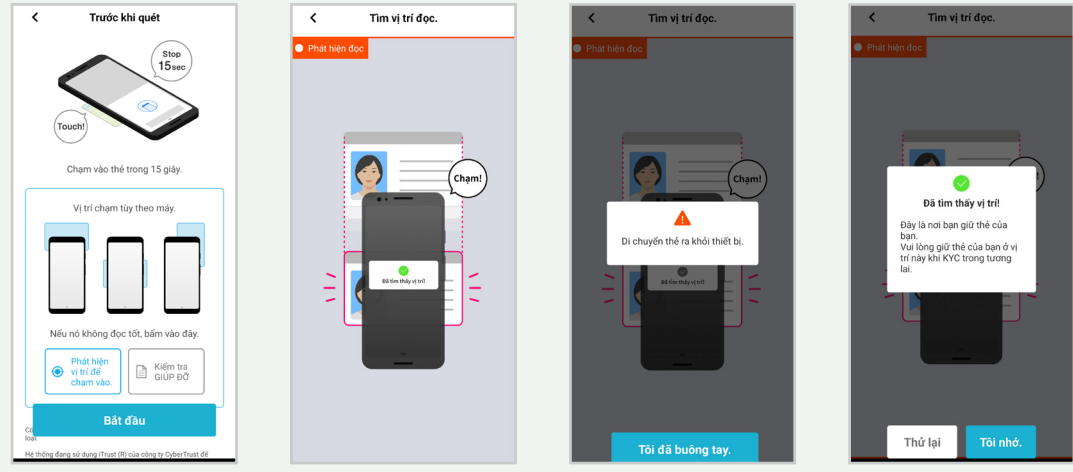 Trước khi quét
Stop
15sec
Touch!
Chạm vào thẻ trong 15 giây.
Vị trí chạm tùy theo máy.
Nếu nó không đọc tốt, bấm vào đây.
Phát hiện
vị trí để
chạm vào.
Kiểm tra
GIÚP ĐỠ
Bắt đầu
loại.
Hệ thống đang sử dụng iTrust (R) của công ty CyberTrust để
Tìm vị trí đọc.
Phát hiện đọc
Chạm!
Đã tìm thấy vị trí!
Tìm vị trí đọc.
Phát hiện đọc
Chạm!
Di chuyển thẻ ra khỏi thiết bị.
Đã tìm thấy vị trí!
Tôi đã buông tay.
Tìm vị trí đọc.
Phát hiện đọc
Đã tìm thấy vị trí!
Đây là nơi bạn giữ thẻ của
bạn.
Vui lòng giữ thẻ của bạn ở vị
trí này khi KYC trong tương
lai.
Thử lại
Tôi nhớ.